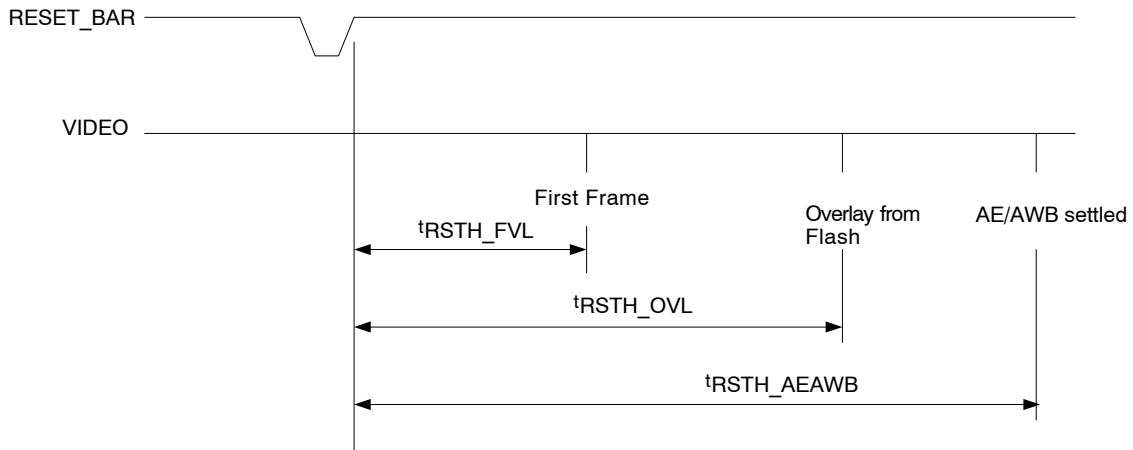 RESET_BAR
VIDEO
First Frame
Overlay from
Flash
AE/AWB settled
tRSTH_FVL
tRSTH_OVL
tRSTH_AEAWB